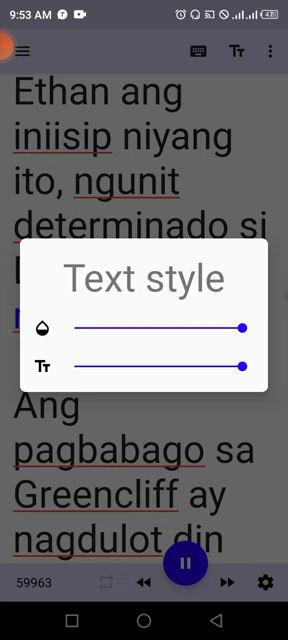 9:53 AM
Ethan ang
iniisip niyang
ito, ngunit
determinado si
Text style
Ang
pagbabago sa
Greencliff ay
nagdulot din
59963